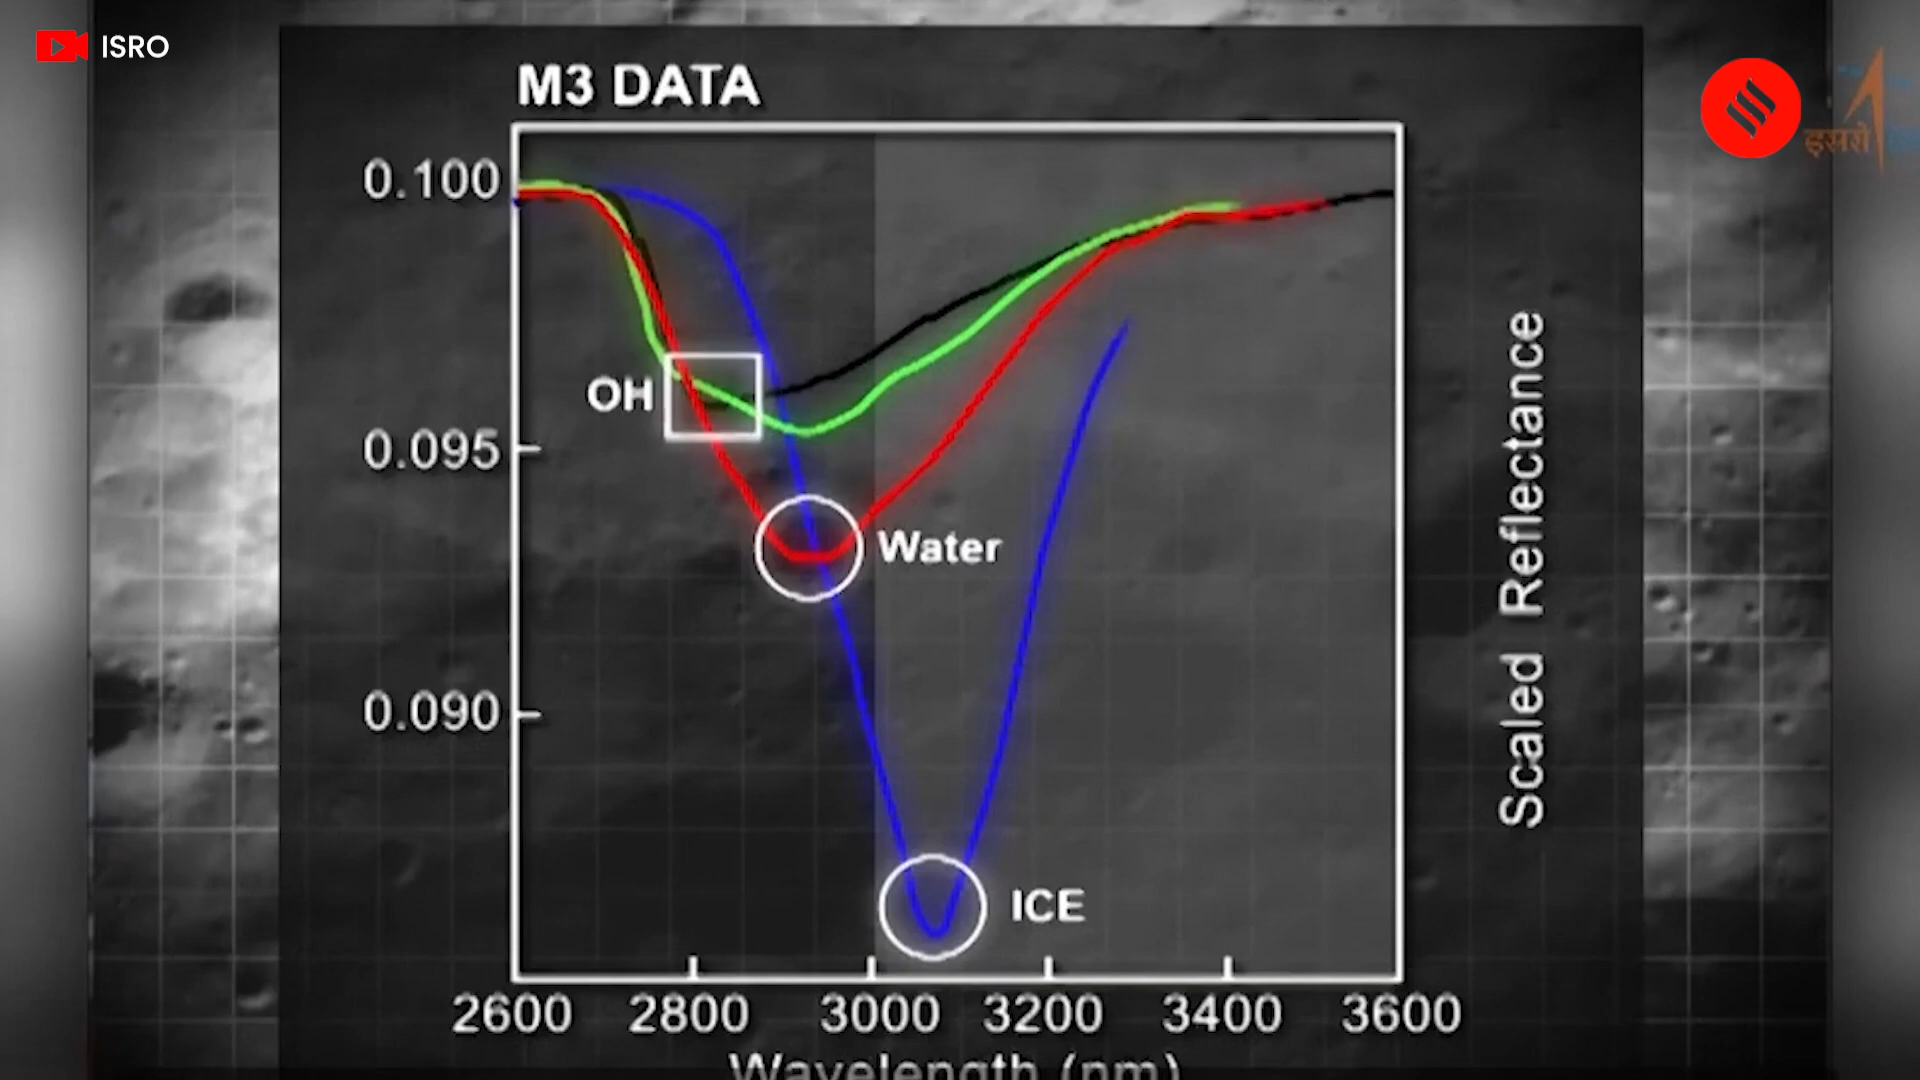 ISRO
M3 DATA
इसरो
0.100
OH
0.095
Water
0.090
ICE
Scaled Reflectance
2600 2800 3000 3200 3400 3600
Wavelength (nm)